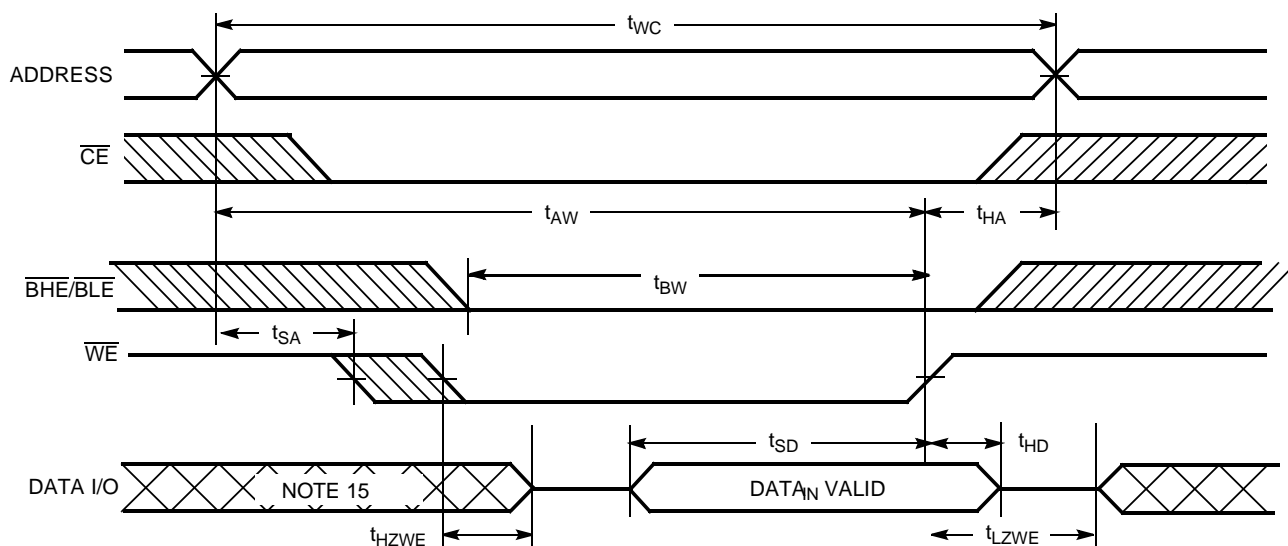 tWC
ADDRESS
CE
tAW
tHA
BHE/BLE
tBW
tSA
WE
tSD
tHD
DATA I/O
NOTE 15
DATAIN VALID
tHZWE
tLZWE